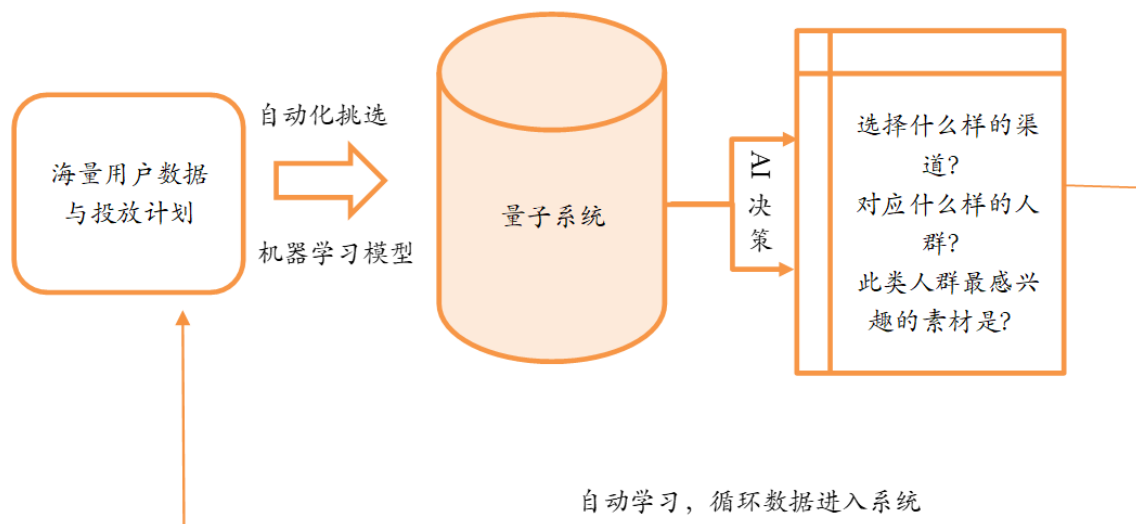 海量用户数据
与投放计划
自动化挑选
机器学习模型
量子系统
AI决策
选择什么样的渠
道?
对应什么样的人
群?
此类人群最感兴
趣的素材是?
自动学习，循环数据进入系统